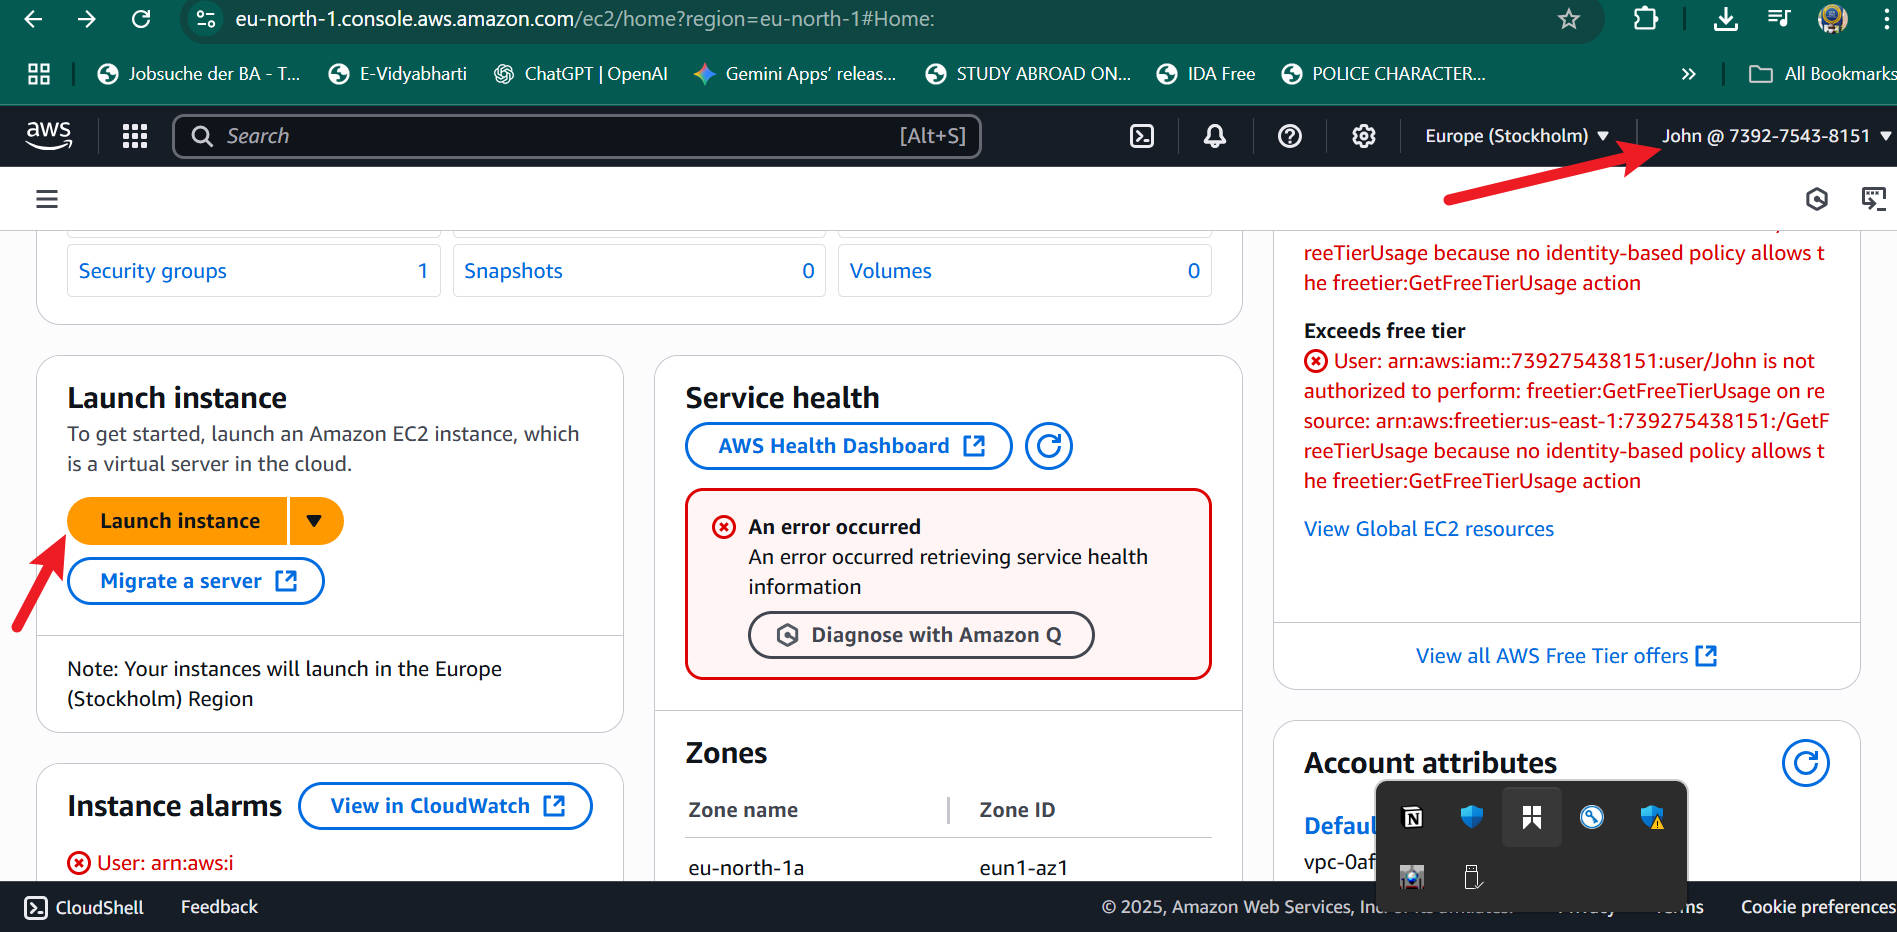 eu-north-1.console.aws.amazon.com/ec2/home?region=eu-north-1#Home:
Jobsuche der BA - T...
E-Vidyabharti
ChatGPT | OpenAI
Gemini Apps' releas...
STUDY ABROAD ON...
IDA Free
POLICE CHARACTER...
»
All Bookmarks
aws
Search
[Alt+S]
Europe (Stockholm)
John @ 7392-7543-8151
Security groups 1
Snapshots 0
Volumes 0
reeTierUsage because no identity-based policy allows t
he freetier:GetFreeTierUsage action
Exceeds free tier
User: arn:aws:iam::739275438151:user/John is not
authorized to perform: freetier:GetFreeTierUsage on re
source: arn:aws:freetier:us-east-1:739275438151:/GetF
reeTierUsage because no identity-based policy allows t
he freetier:GetFreeTierUsage action
View Global EC2 resources
View all AWS Free Tier offers
Launch instance
To get started, launch an Amazon EC2 instance, which
is a virtual server in the cloud.
Launch instance
Migrate a server
Note: Your instances will launch in the Europe
(Stockholm) Region
Service health
AWS Health Dashboard
An error occurred
An error occurred retrieving service health
information
Diagnose with Amazon Q
Zones
Zone name
Zone ID
eu-north-1a
eun1-az1
Instance alarms
View in CloudWatch
User: arn:aws:i
Account attributes
Defaul
vpc-0af
CloudShell
Feedback
© 2025, Amazon Web Services, Inc.
Cookie preferences